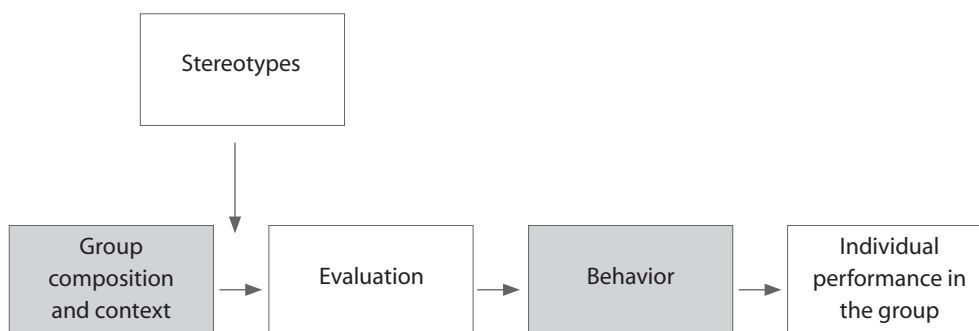 Stereotypes
Group
composition
and context
Evaluation
Behavior
Individual
performance in
the group